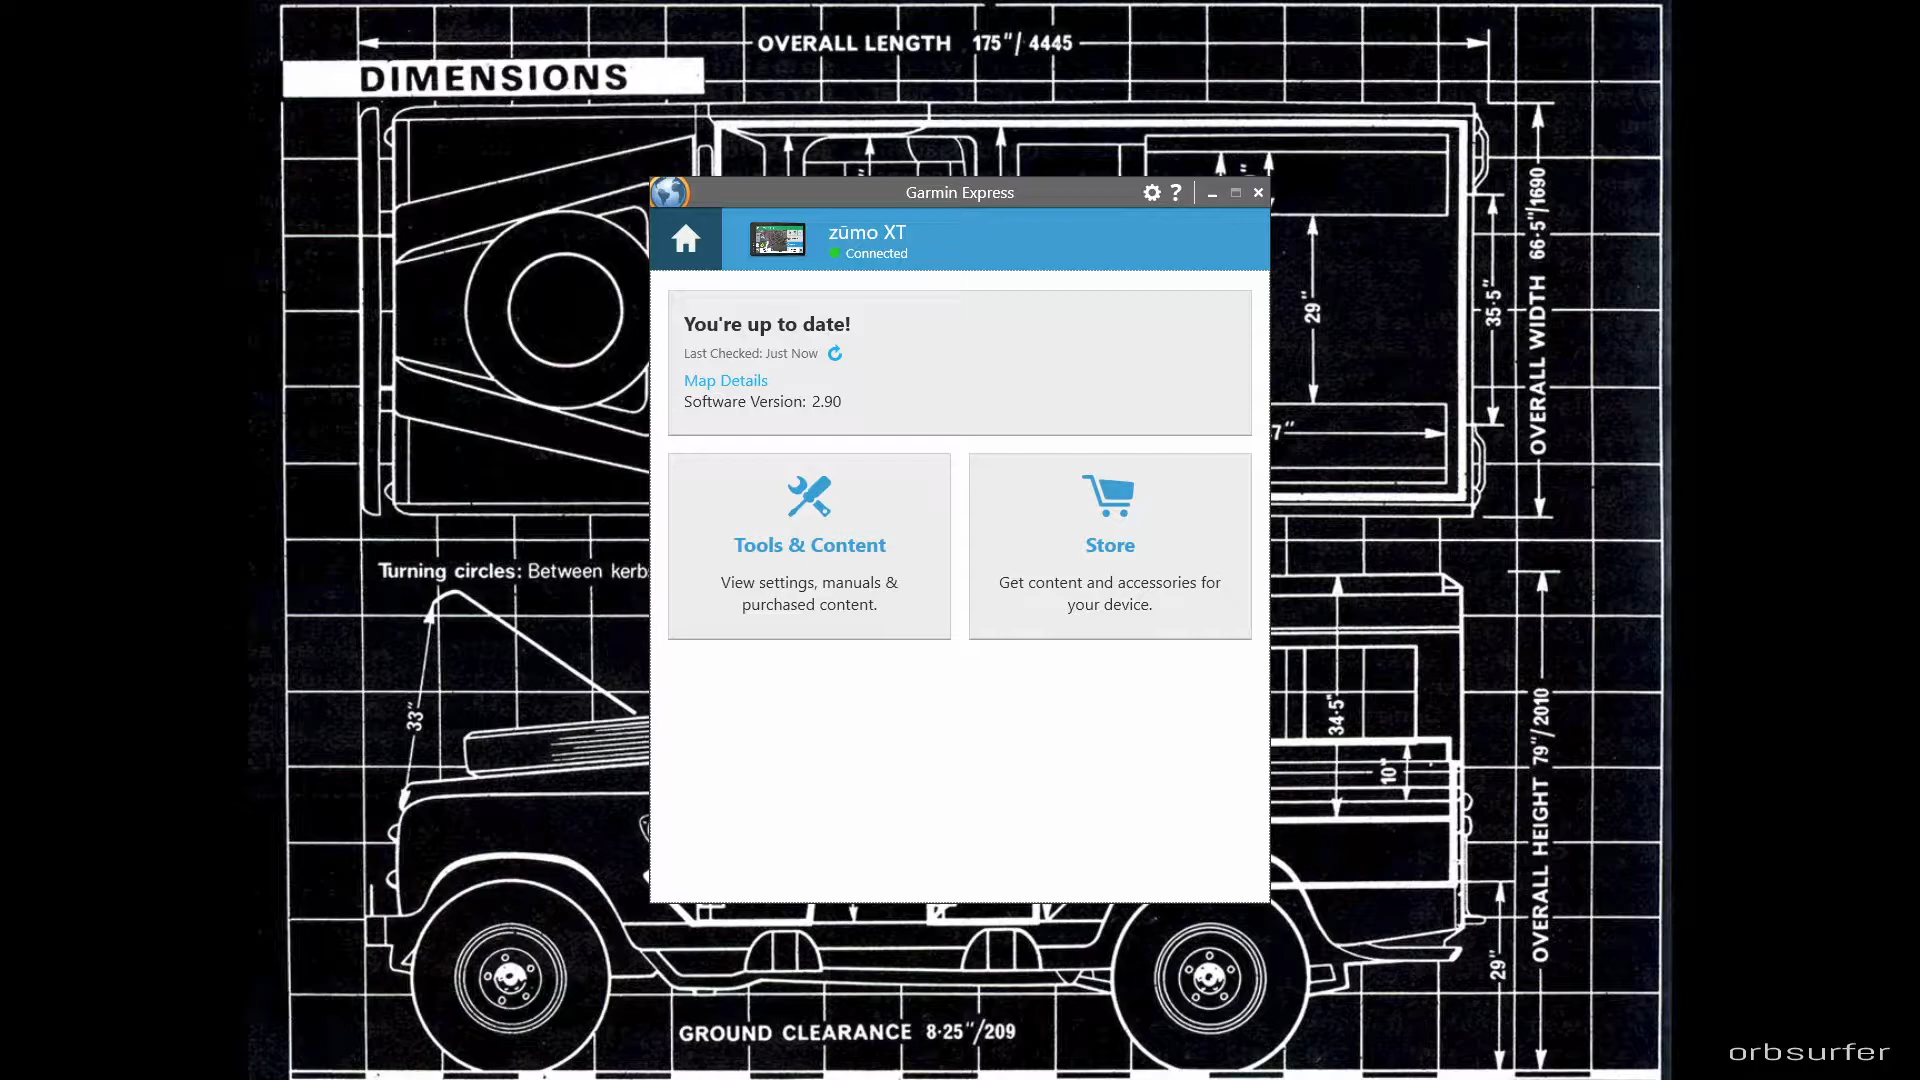 OVERALL LENGTH 175"/ 4445
DIMENSIONS
Garmin Express
zūmo XT
Connected
You're up to date!
Last Checked: Just Now
Map Details
Software Version: 2.90
Tools & Content
View settings, manuals &
purchased content.
Store
Get content and accessories for
your device.
29"
7"
35·5"
OVERALL WIDTH 66·5"/1690
Turning circles: Between kerb
33"
34·5"
10"
OVERALL HEIGHT 79"/2010
29"
GROUND CLEARANCE 8·25"/209
orbsurfer